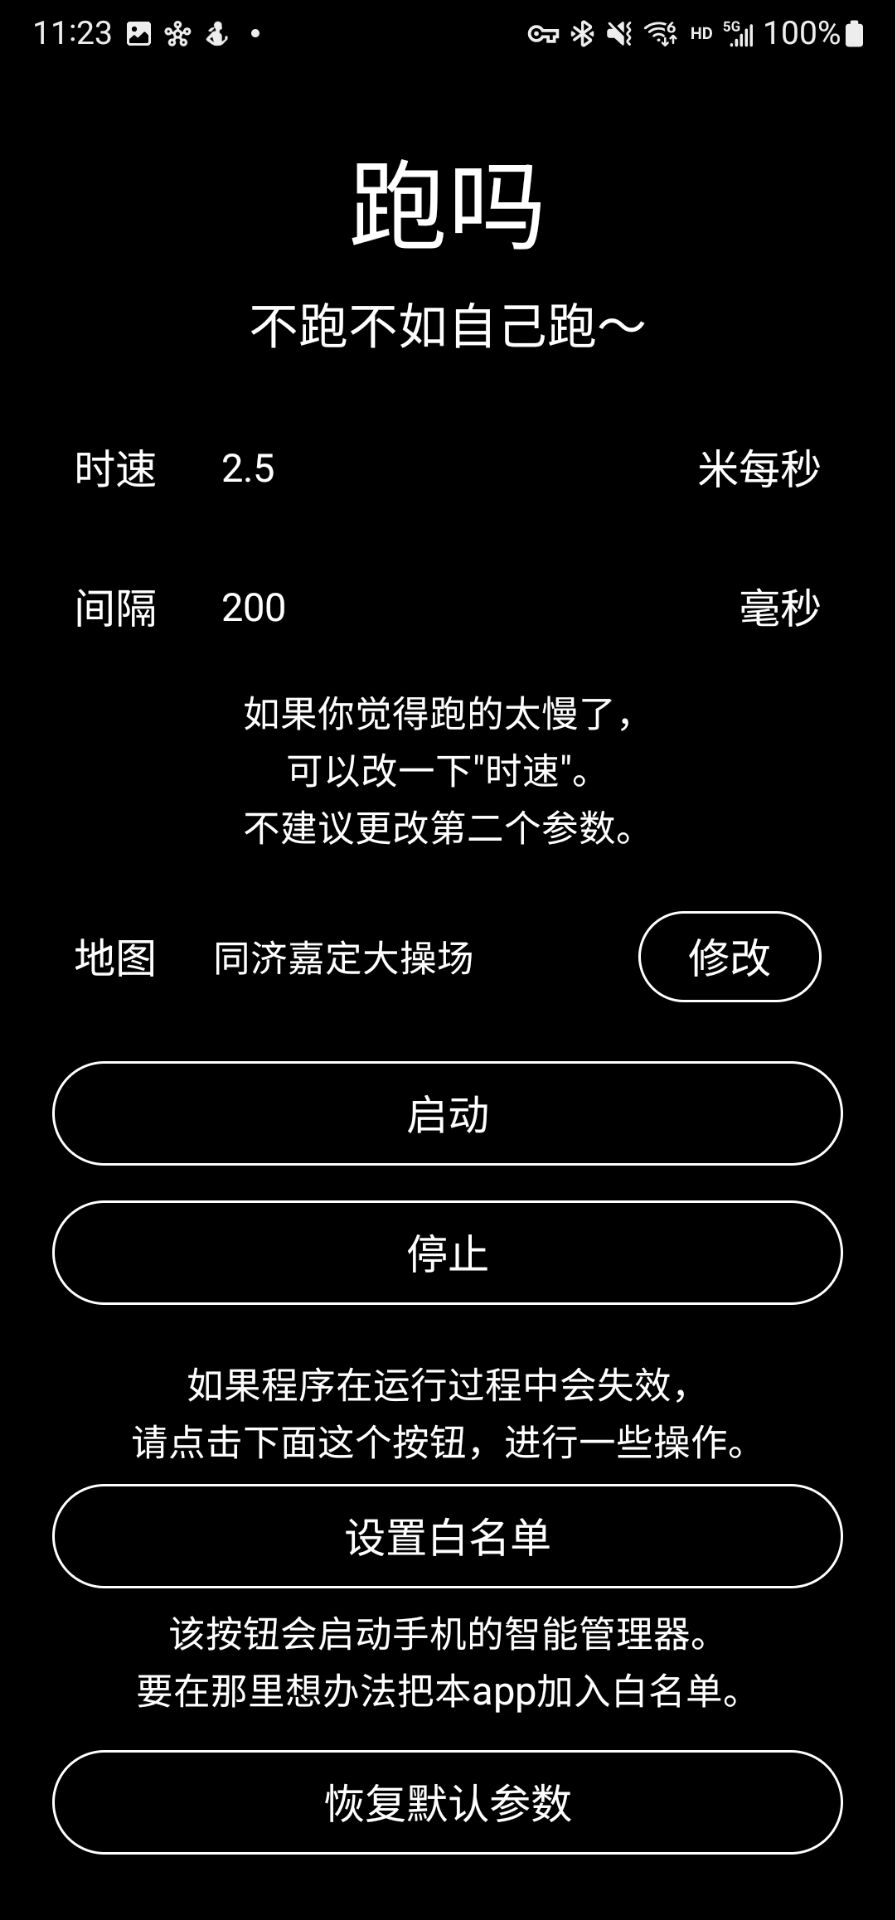 11:23 HD 5G 100%
跑吗
不跑不如自己跑～
时速 2.5 米每秒
间隔 200 毫秒
如果你觉得跑的太慢了，
可以改一下"时速"。
不建议更改第二个参数。
地图 同济嘉定大操场 修改
启动
停止
如果程序在运行过程中会失效，
请点击下面这个按钮，进行一些操作。
设置白名单
该按钮会启动手机的智能管理器。
要在那里想办法把本app加入白名单。
恢复默认参数